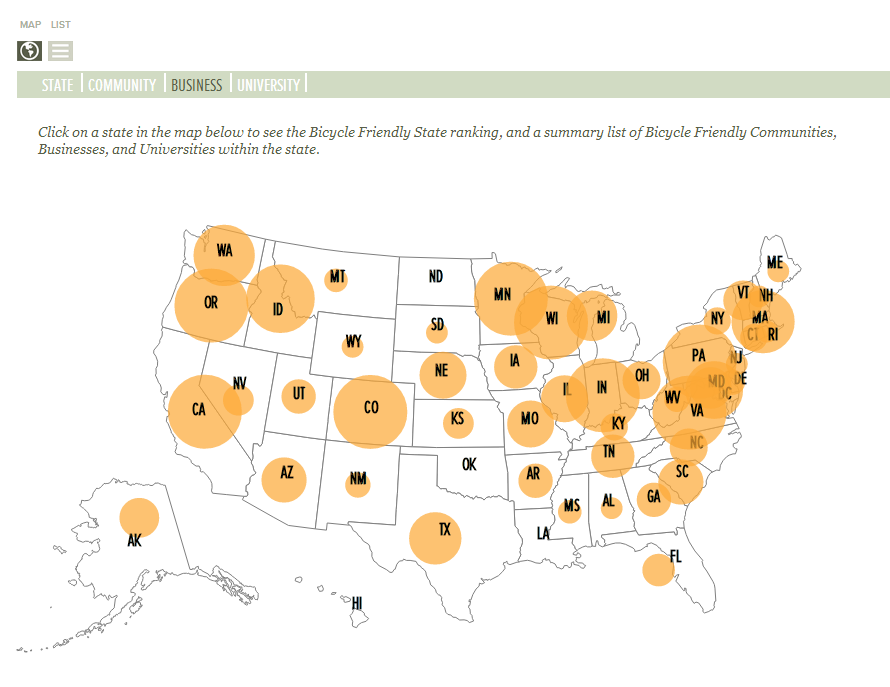 MAP LIST
STATE COMMUNITY BUSINESS UNIVERSITY
Click on a state in the map below to see the Bicycle Friendly State ranking, and a summary list of Bicycle Friendly Communities,
Businesses, and Universities within the state.
WA
ME
MT
ND
MN
VT
NH
OR
ID
WI
MI
NY
MA
SD
CT
RI
WY
PA
NJ
IA
NE
OH
MD
DE
NV
IL
IN
UT
DC
WV
CA
CO
VA
KS
MO
KY
NC
TN
OK
AZ
AR
SC
NM
GA
MS
AL
TX
LA
AK
FL
HI